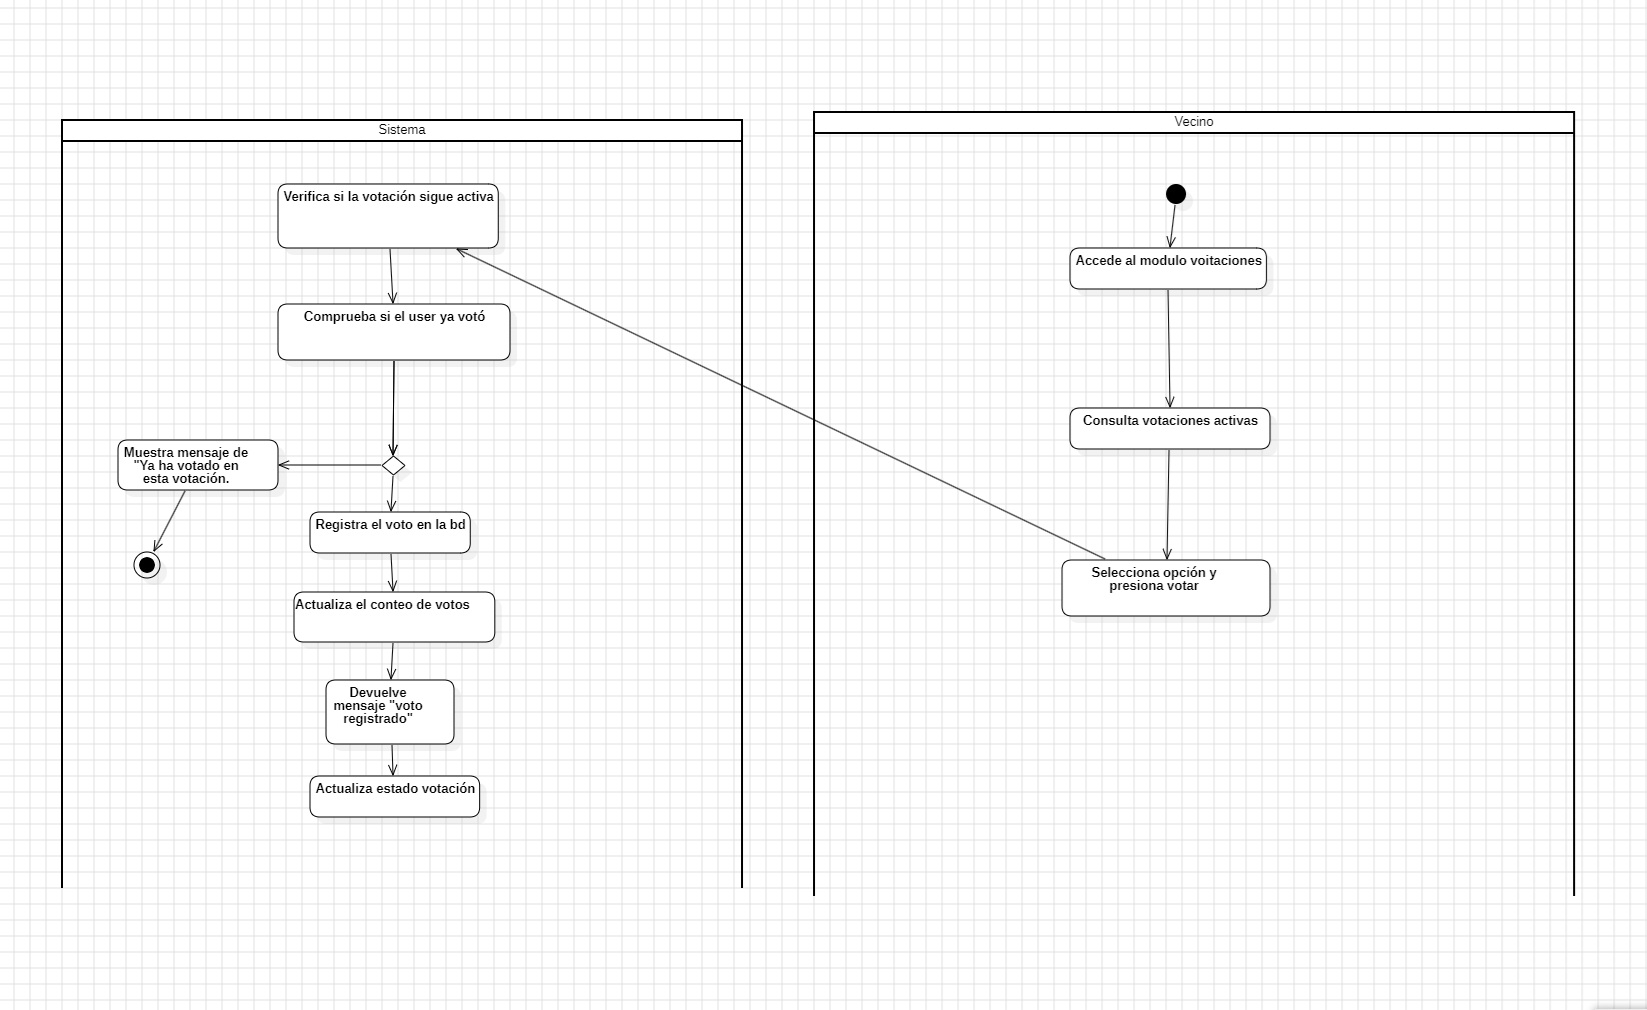 Sistema
Verifica si la votación sigue activa
Comprueba si el user ya votó
Muestra mensaje de
"Ya ha votado en
esta votación.
Registra el voto en la bd
Actualiza el conteo de votos
Devuelve
mensaje "voto
registrado"
Actualiza estado votación
Vecino
Accede al modulo voitaciones
Consulta votaciones activas
Selecciona opción y
presiona votar